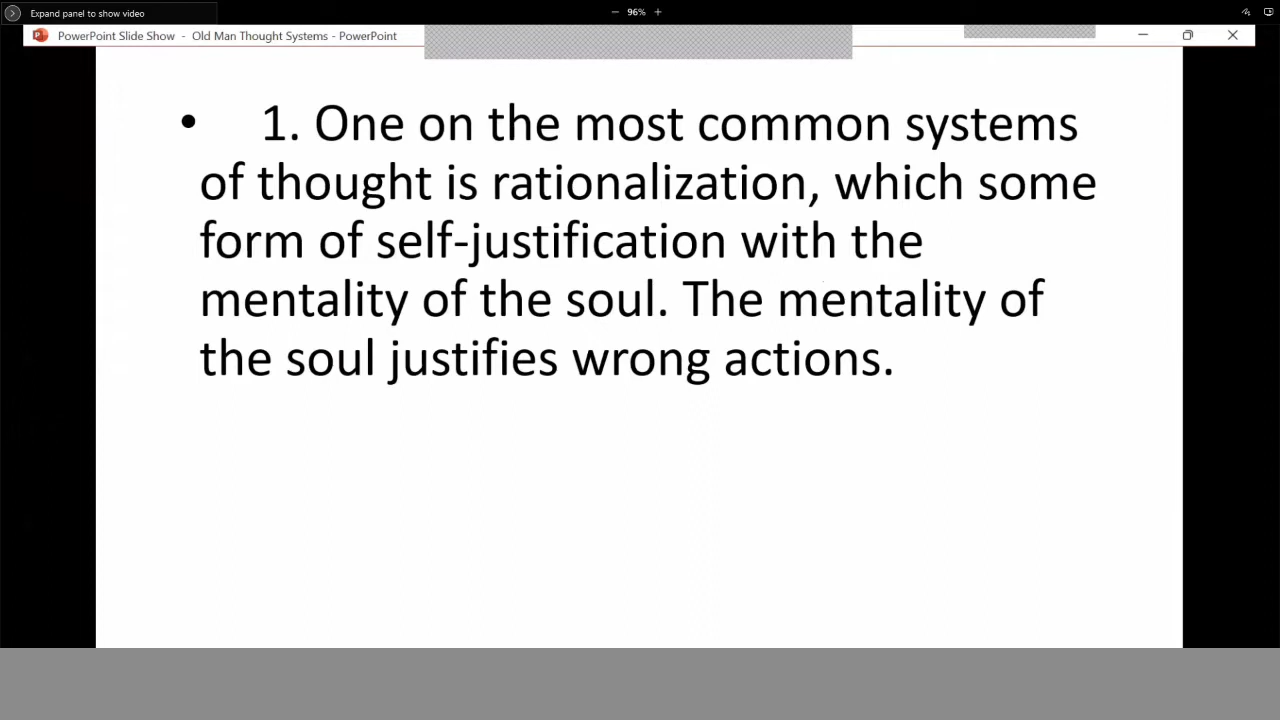 Expand panel to show video
− 96% +
PowerPoint Slide Show - Old Man Thought Systems - PowerPoint
• 1. One on the most common systems
of thought is rationalization, which some
form of self-justification with the
mentality of the soul. The mentality of
the soul justifies wrong actions.